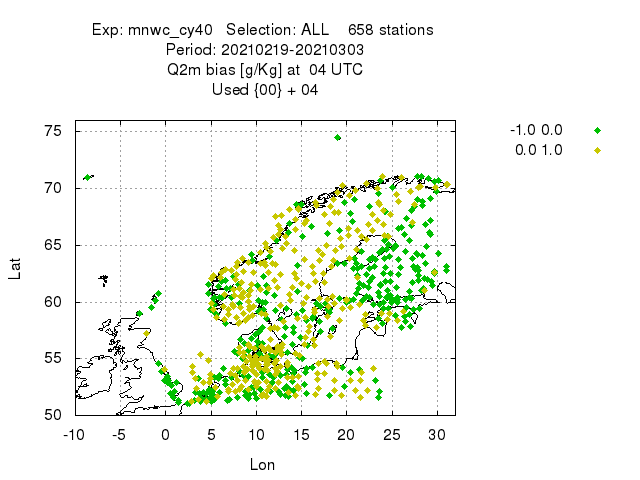 Exp: mnwc_cy40 Selection: ALL 658 stations
Period: 20210219-20210303
Q2m bias [g/Kg] at 04 UTC
Used {00} + 04
-1.0 0.0
0.0 1.0
75
70
65
60
55
50
Lat
-10 -5 0 5 10 15 20 25 30
Lon